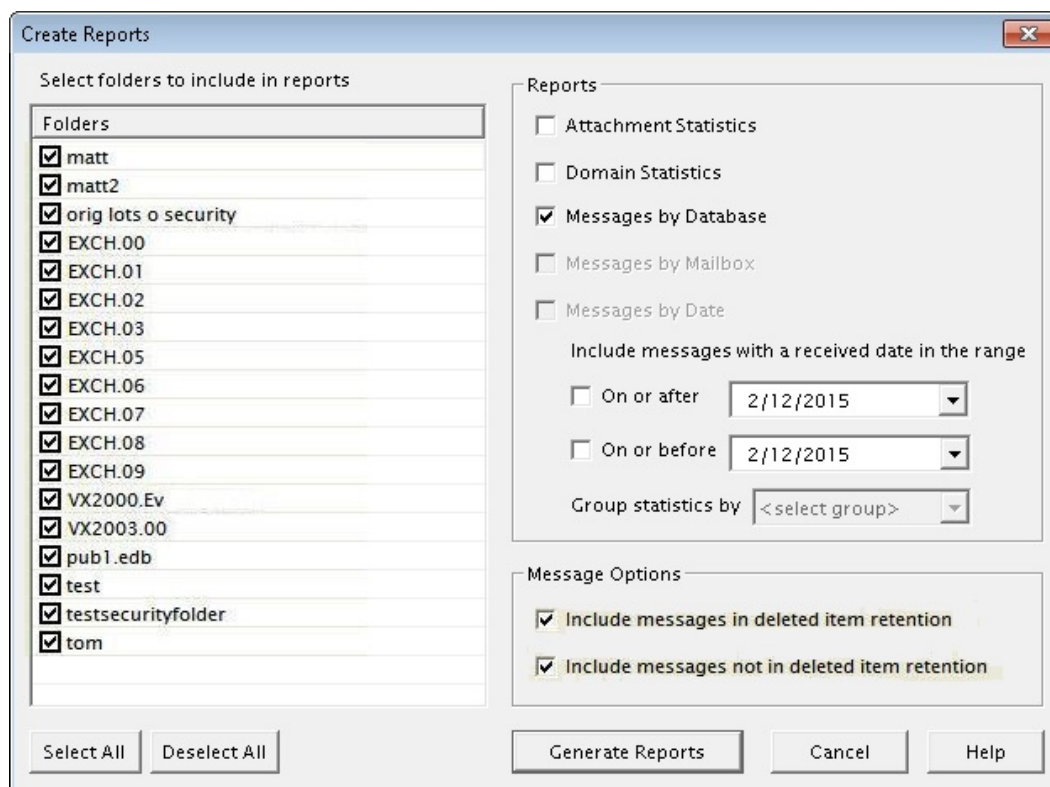 Create Reports
Select folders to include in reports
Folders
matt
matt2
orig lots o security
EXCH.00
EXCH.01
EXCH.02
EXCH.03
EXCH.05
EXCH.06
EXCH.07
EXCH.08
EXCH.09
VX2000.Ev
VX2003.00
pub1.edb
test
testsecurityfolder
tom
Select All
Deselect All
Reports
Attachment Statistics
Domain Statistics
Messages by Database
Messages by Mailbox
Messages by Date
Include messages with a received date in the range
On or after 2/12/2015
On or before 2/12/2015
Group statistics by <select group>
Message Options
Include messages in deleted item retention
Include messages not in deleted item retention
Generate Reports
Cancel
Help